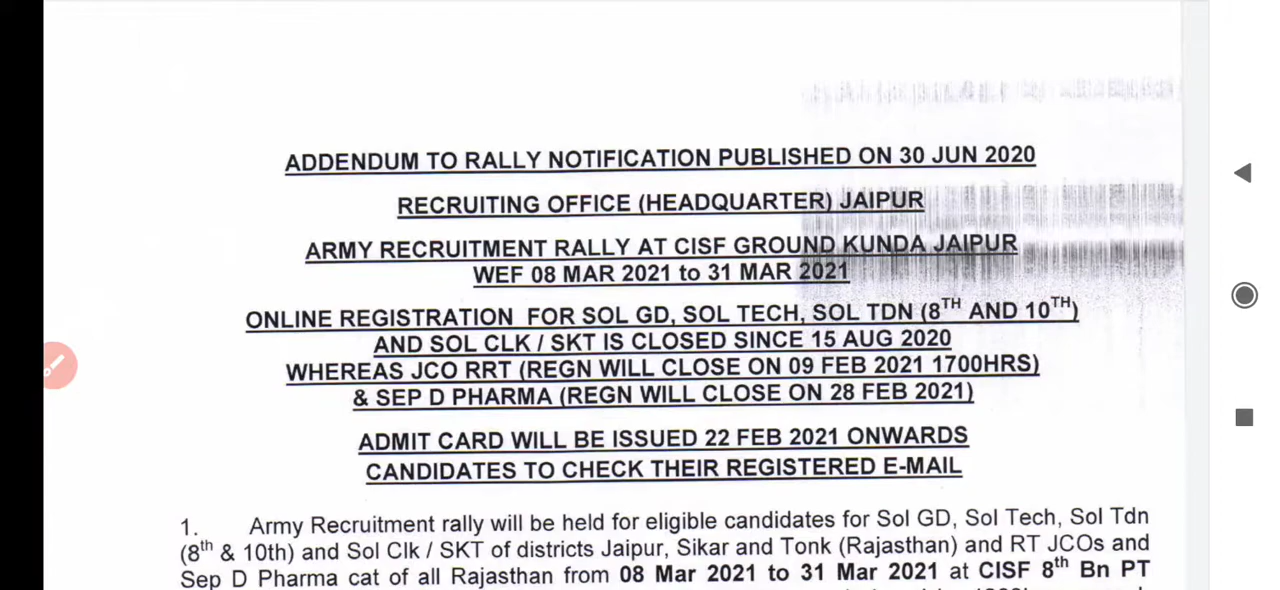 ADDENDUM TO RALLY NOTIFICATION PUBLISHED ON 30 JUN 2020
RECRUITING OFFICE (HEADQUARTER) JAIPUR
ARMY RECRUITMENT RALLY AT CISF GROUND KUNDA JAIPUR
WEF 08 MAR 2021 to 31 MAR 2021
ONLINE REGISTRATION FOR SOL GD, SOL TECH, SOL TDN (8TH AND 10TH)
AND SOL CLK / SKT IS CLOSED SINCE 15 AUG 2020
WHEREAS JCO RRT (REGN WILL CLOSE ON 09 FEB 2021 1700HRS)
& SEP D PHARMA (REGN WILL CLOSE ON 28 FEB 2021)
ADMIT CARD WILL BE ISSUED 22 FEB 2021 ONWARDS
CANDIDATES TO CHECK THEIR REGISTERED E-MAIL
1. Army Recruitment rally will be held for eligible candidates for Sol GD, Sol Tech, Sol Tdn
(8th & 10th) and Sol Clk / SKT of districts Jaipur, Sikar and Tonk (Rajasthan) and RT JCOs and
Sep D Pharma cat of all Rajasthan from 08 Mar 2021 to 31 Mar 2021 at CISF 8th Bn PT